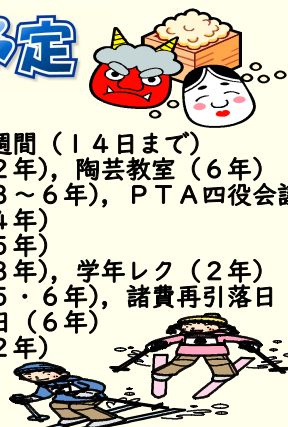 予定
週間（１４日まで）
２年），陶芸教室（６年）
３～６年），ＰＴＡ四役会議
４年）
５年）
３年），学年レク（２年）
５・６年），諸費再引落日
日（６年）
２年）